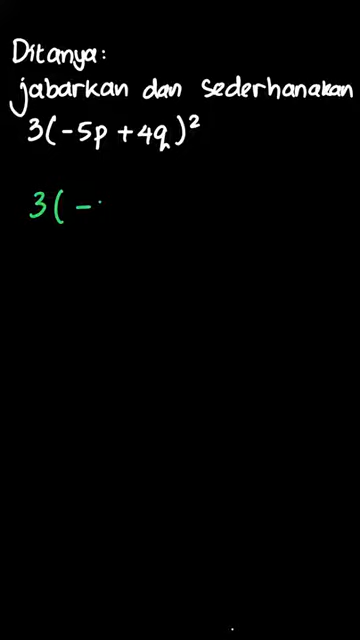 Ditanya:
jabarkan dan sederhanakan
3(-5p + 4q)²
3( -